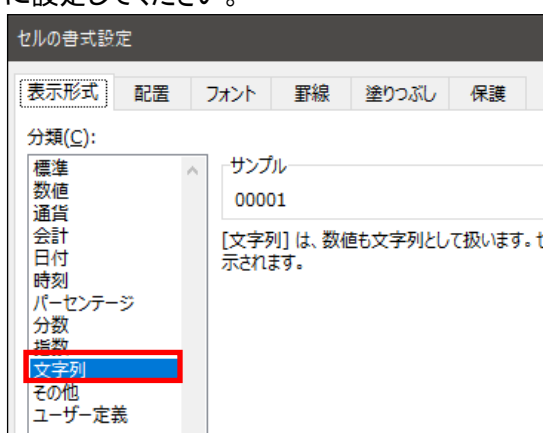 に設定してください。
セルの書式設定
表示形式 配置 フォント 罫線 塗りつぶし 保護
分類(C):
標準
数値
通貨
会計
日付
時刻
パーセンテージ
分数
指数
文字列
その他
ユーザー定義
サンプル
00001
[文字列] は、数値も文字列として扱います。セ
示されます。